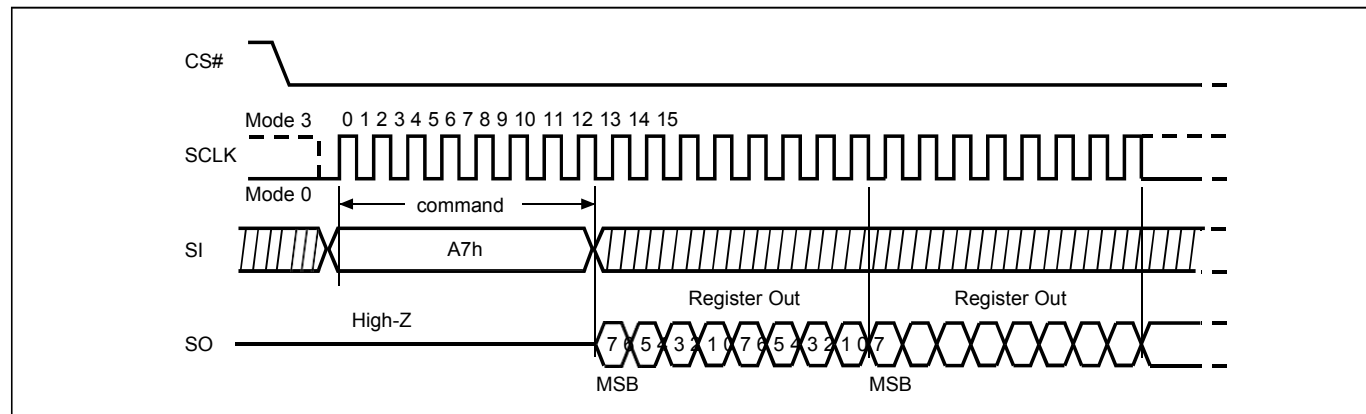 CS#
Mode 3
0 1 2 3 4 5 6 7 8 9 10 11 12 13 14 15
SCLK
Mode 0
command
SI
A7h
Register Out
Register Out
High-Z
SO
7 6 5 4 3 2 1 0 7 6 5 4 3 2 1 0 7
MSB
MSB